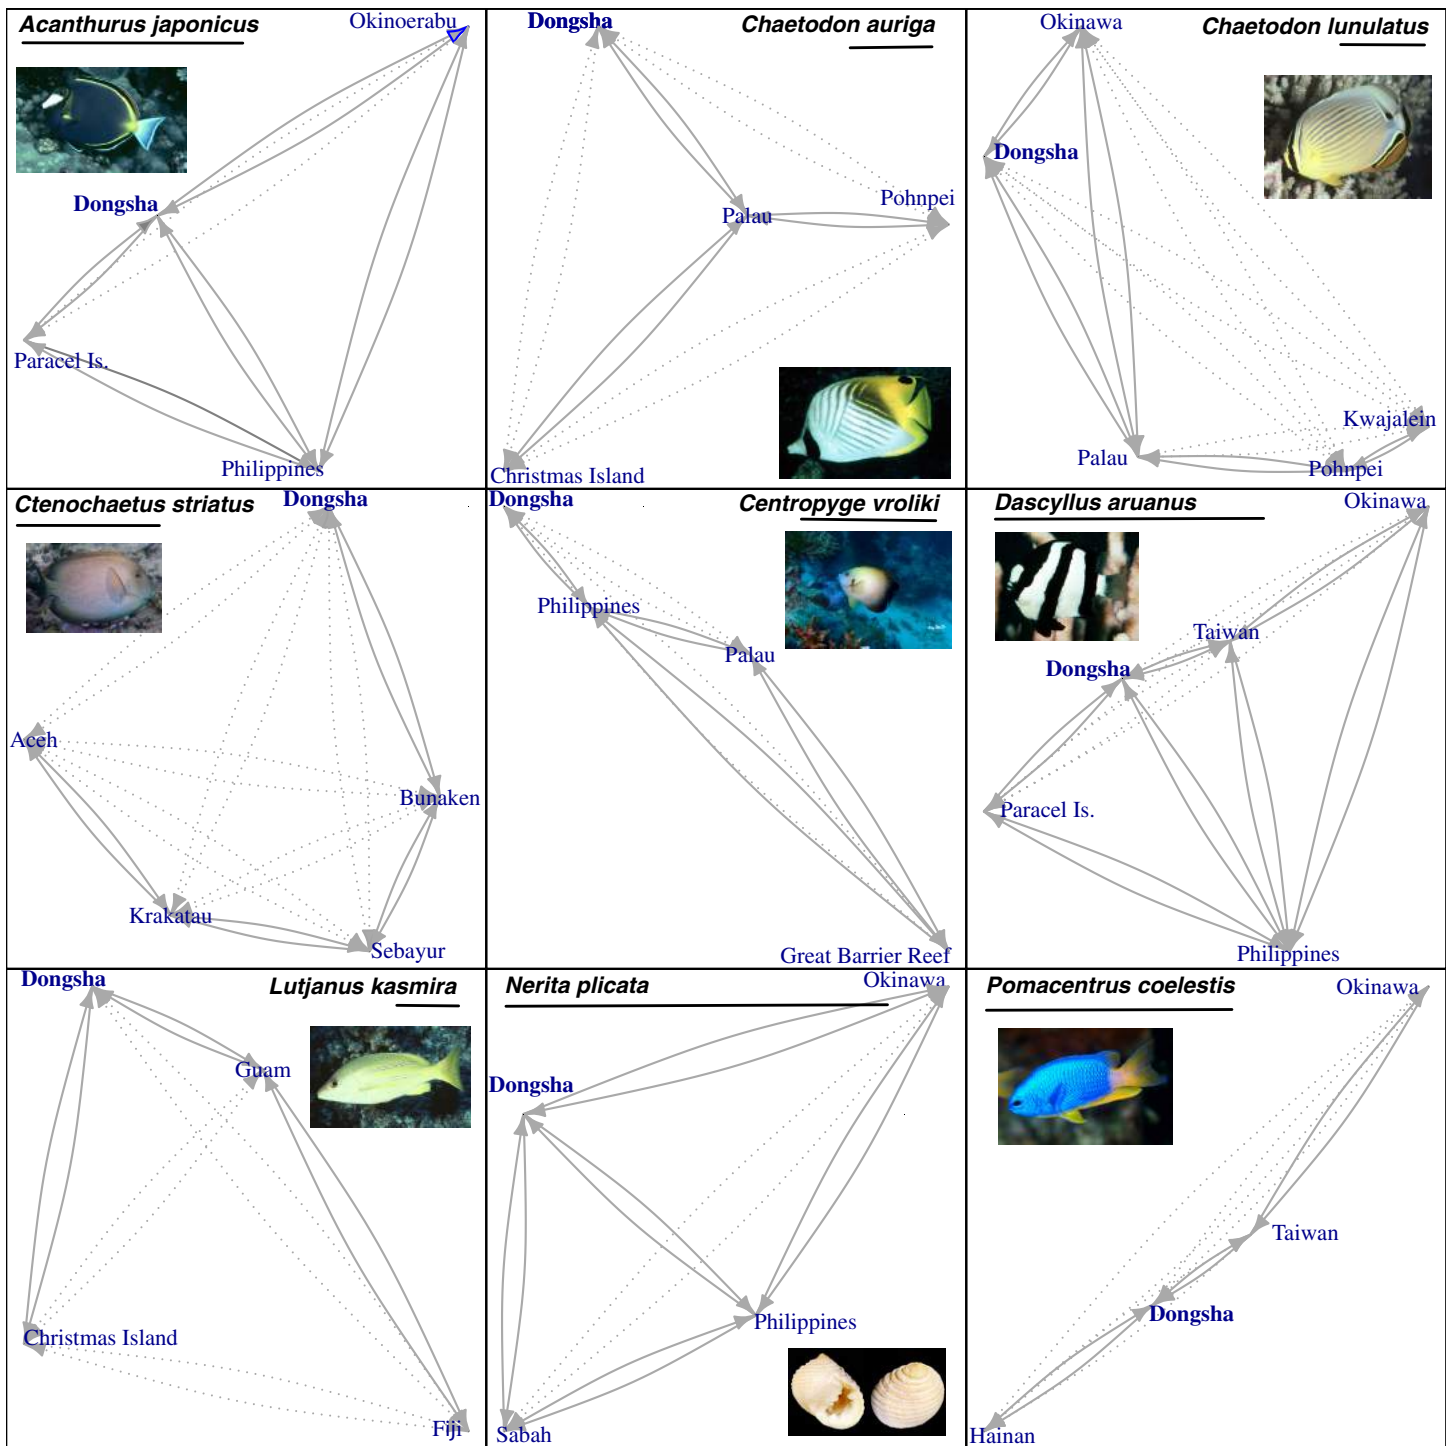 Acanthurus japonicus
Okinoerabu
Dongsha
Paracel Is.
Philippines
Dongsha
Chaetodon auriga
Pohnpei
Palau
Christmas Island
Okinawa
Chaetodon lunulatus
Dongsha
Kwajalein
Palau
Pohnpei
Ctenochaetus striatus
Dongsha
Aceh
Bunaken
Krakatau
Sebayur
Dongsha
Centropyge vroliki
Philippines
Palau
Great Barrier Reef
Dascyllus aruanus
Okinawa
Taiwan
Dongsha
Paracel Is.
Philippines
Dongsha
Lutjanus kasmira
Guam
Christmas Island
Fiji
Nerita plicata
Okinawa
Dongsha
Philippines
Sabah
Pomacentrus coelestis
Okinawa
Taiwan
Dongsha
Hainan